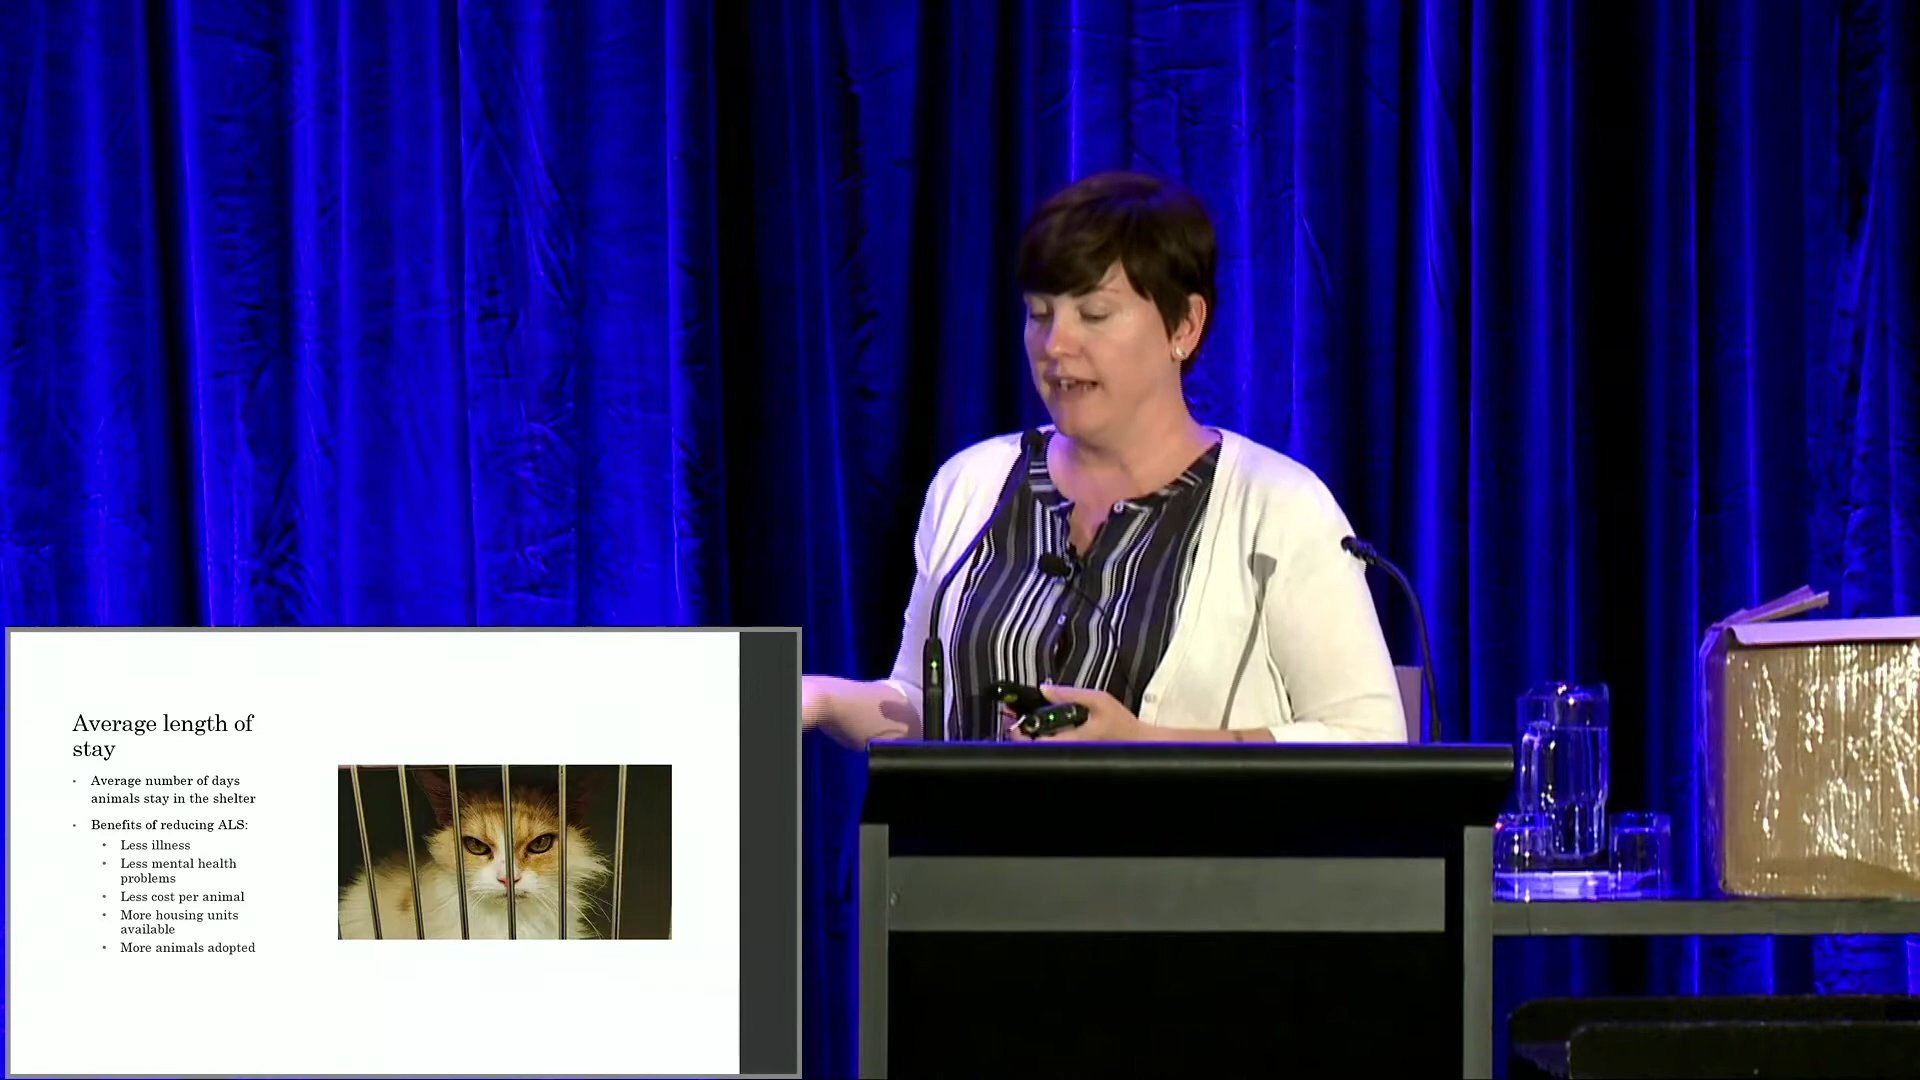 Average length of
stay
Average number of days
animals stay in the shelter
Benefits of reducing ALS:
Less illness
Less mental health
problems
Less cost per animal
More housing units
available
More animals adopted